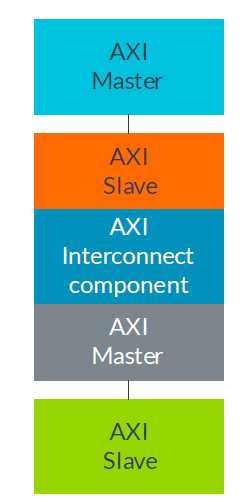 AXI
Master
AXI
Slave
AXI
Interconnect
component
AXI
Master
AXI
Slave